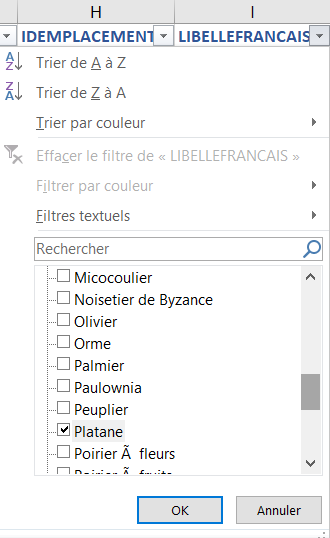 H I
IDEMPLACEMENT LIBELLEFRANCAIS
Trier de A à Z
Trier de Z à A
Trier par couleur
Effacer le filtre de « LIBELLEFRANCAIS »
Filtrer par couleur
Filtres textuels
Rechercher
Micocoulier
Noisetier de Byzance
Olivier
Orme
Palmier
Paulownia
Peuplier
Platane
Poirier Ã fleurs
Poirier Ã fruits
OK Annuler